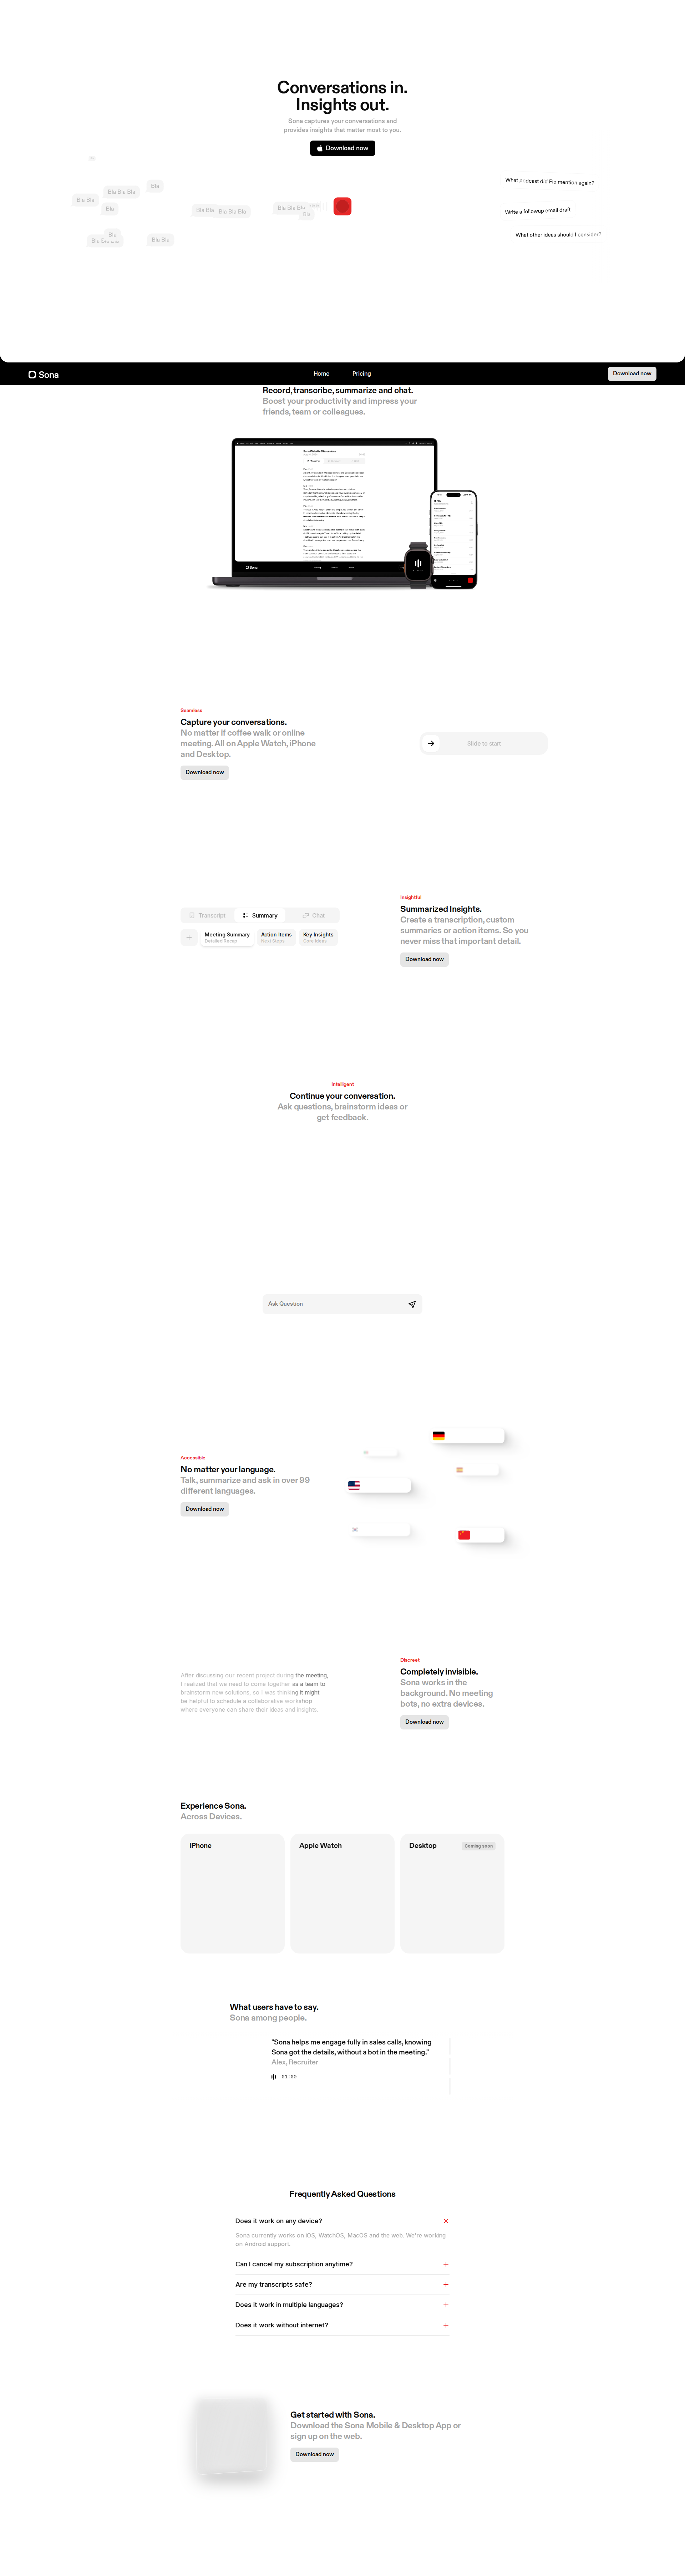 Conversations in.
Insights out.
Sona captures your conversations and
provides insights that matter most to you.
Download now
Bla
Bla Bla Bla
Bla Bla
Bla
Bla Bla
Bla Bla Bla
Bla Bla Bla
Bla
Bla
Bla Bla
What podcast did Flo mention again?
Write a followup email draft
What other ideas should I consider?
Sona
Home
Pricing
Download now
Record, transcribe, summarize and chat.
Boost your productivity and impress your
friends, team or colleagues.
Sona
Seamless
Capture your conversations.
No matter if coffee walk or online
meeting. All on Apple Watch, iPhone
and Desktop.
Download now
Slide to start
Transcript
Summary
Chat
Meeting Summary
Detailed Recap
Action Items
Next Steps
Key Insights
Core Ideas
Insightful
Summarized Insights.
Create a transcription, custom
summaries or action items. So you
never miss that important detail.
Download now
Intelligent
Continue your conversation.
Ask questions, brainstorm ideas or
get feedback.
Ask Question
Accessible
No matter your language.
Talk, summarize and ask in over 99
different languages.
Download now
After discussing our recent project during the meeting,
I realized that we need to come together as a team to
brainstorm new solutions, so I was thinking it might
be helpful to schedule a collaborative workshop
where everyone can share their ideas and insights.
Discreet
Completely invisible.
Sona works in the
background. No meeting
bots, no extra devices.
Download now
Experience Sona.
Across Devices.
iPhone
Apple Watch
Desktop
Coming soon
What users have to say.
Sona among people.
"Sona helps me engage fully in sales calls, knowing
Sona got the details, without a bot in the meeting."
Alex, Recruiter
01:00
Frequently Asked Questions
Does it work on any device?
Sona currently works on iOS, WatchOS, MacOS and the web. We're working
on Android support.
Can I cancel my subscription anytime?
Are my transcripts safe?
Does it work in multiple languages?
Does it work without internet?
Get started with Sona.
Download the Sona Mobile & Desktop App or
sign up on the web.
Download now